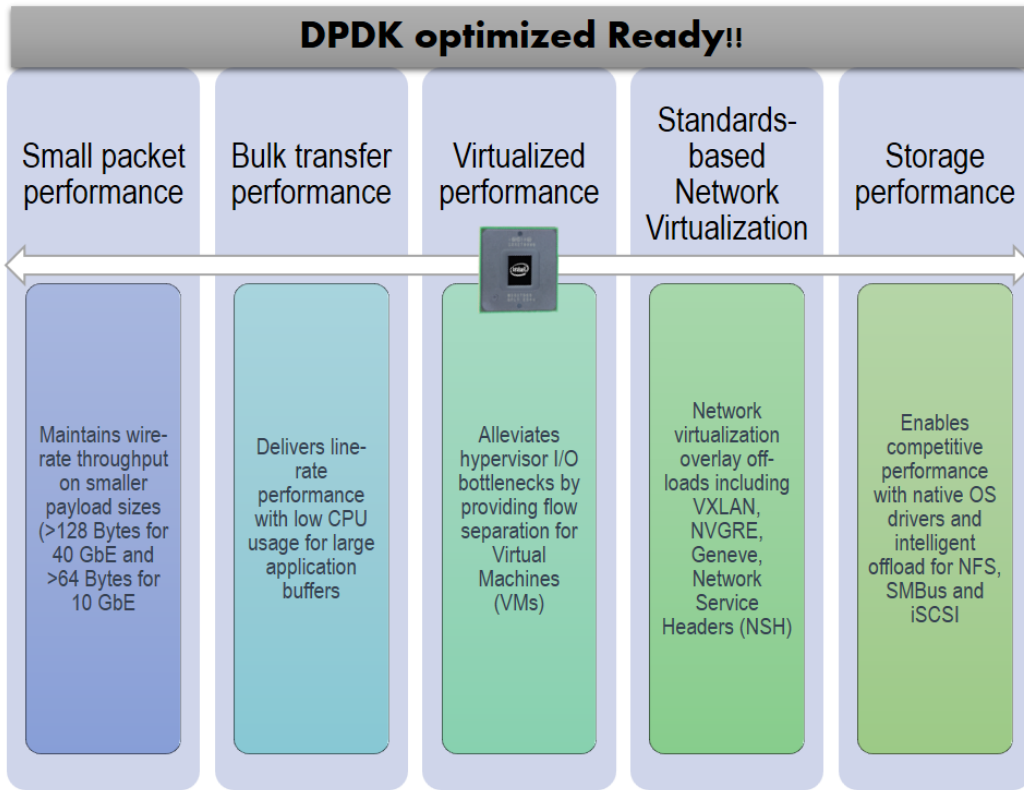 DPDK optimized Ready!!
Small packet
performance
Bulk transfer
performance
Virtualized
performance
Standards-
based
Network
Virtualization
Storage
performance
intel
Maintains wire-
rate throughput
on smaller
payload sizes
(>128 Bytes for
40 GbE and
>64 Bytes for
10 GbE
Delivers line-
rate
performance
with low CPU
usage for large
application
buffers
Alleviates
hypervisor I/O
bottlenecks by
providing flow
separation for
Virtual
Machines
(VMs)
Network
virtualization
overlay off-
loads including
VXLAN,
NVGRE,
Geneve,
Network
Service
Headers (NSH)
Enables
competitive
performance
with native OS
drivers and
intelligent
offload for NFS,
SMBus and
iSCSI